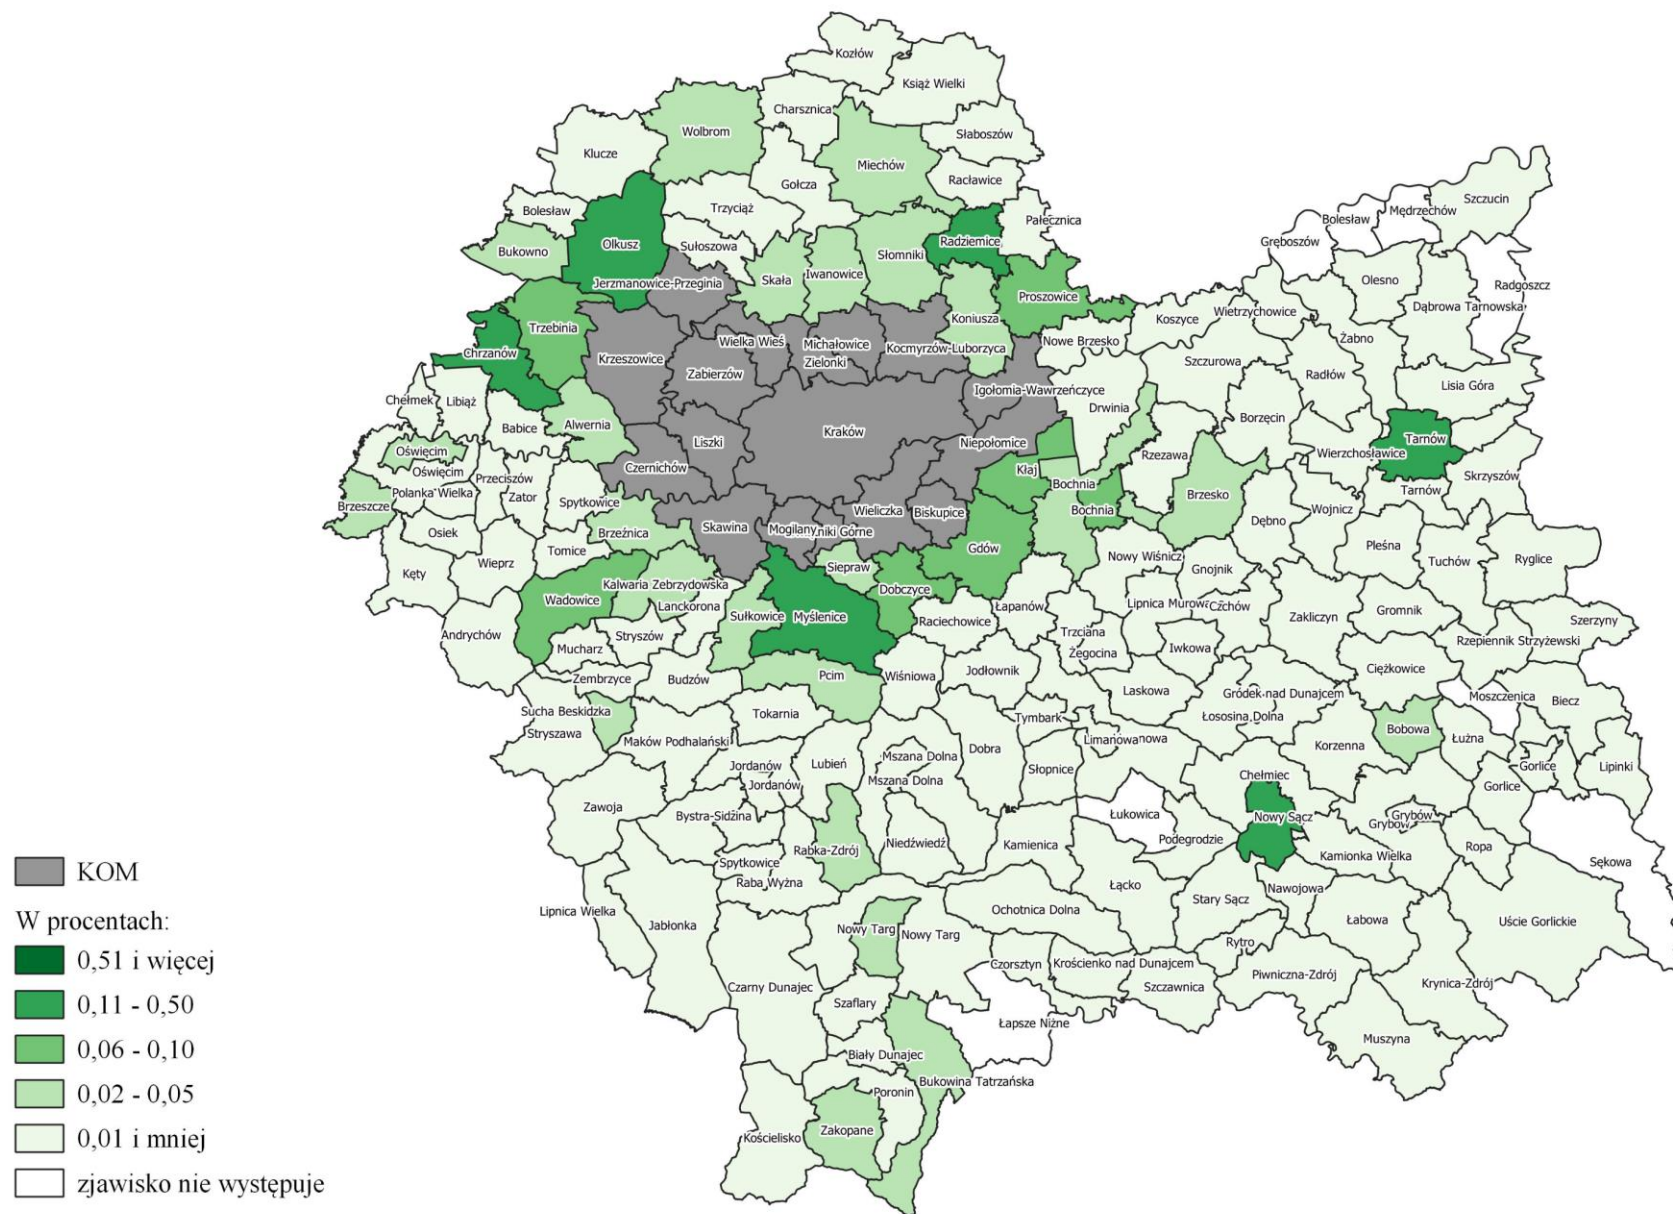 Kozłów
Książ Wielki
Charsznica
Wolbrom
Słaboszów
Klucze
Miechów
Gołcza
Racławice
Szczucin
Bolesław
Trzyciąż
Pałecznica
Bolesław
Mędrzechów
Olkusz
Sułoszowa
Radziemice
Gręboszów
Bukowno
Słomniki
Iwanowice
Skała
Jerzmanowice-Przeginia
Olesno
Radgoszcz
Proszowice
Dąbrowa Tarnowska
Wietrzychowice
Koniusza
Koszyce
Trzebinia
Żabno
Wielka Wieś
Michałowice
Nowe Brzesko
Kocmyrzów-Luborzyca
Chrzanów
Krzeszowice
Zielonki
Szczurowa
Zabierzów
Radłów
Lisia Góra
Igołomia-Wawrzeńczyce
Chełmek
Libiąż
Drwinia
Borzęcin
Babice
Alwernia
Kraków
Liszki
Niepołomice
Tarnów
Oświęcim
Wierzchosławice
Rzezawa
Oświęcim
Czernichów
Kłaj
Skrzyszów
Przeciszów
Bochnia
Tarnów
Polanka Wielka
Zator
Spytkowice
Brzesko
Brzeszcze
Wieliczka
Biskupice
Bochnia
Wojnicz
Dębno
Osiek
Brzeźnica
Skawina
Mogilany
niki Górne
Gdów
Pleśna
Tomice
Nowy Wiśnicz
Tuchów
Ryglice
Wieprz
Siepraw
Gnojnik
Kęty
Kalwaria Zebrzydowska
Dobczyce
Wadowice
Lanckorona
Sułkowice
Myślenice
Łapanów
Lipnica Murowa
Czchów
Zakliczyn
Gromnik
Szerzyny
Raciechowice
Andrychów
Stryszów
Trzciana
Rzepiennik Strzyżewski
Mucharz
Żegocina
Iwkowa
Ciężkowice
Zembrzyce
Budzów
Pcim
Wiśniowa
Jodłownik
Laskowa
Gródek nad Dunajcem
Moszczenica
Biecz
Sucha Beskidzka
Tokarnia
Tymbark
Łososina Dolna
Stryszawa
Maków Podhalański
Limanowa
nowa
Bobowa
Łużna
Lubień
Mszana Dolna
Dobra
Korzenna
Jordanów
Słopnice
Gorlice
Lipinki
Jordanów
Mszana Dolna
Chełmiec
Gorlice
Zawoja
Bystra-Sidzina
Łukowica
Nowy Sącz
Grybów
Grybów
Rabka-Zdrój
Niedźwiedź
Kamienica
Podegrodzie
Ropa
Spytkowice
Kamionka Wielka
Sękowa
Raba Wyżna
Łącko
Nawojowa
Stary Sącz
Lipnica Wielka
Jabłonka
Ochotnica Dolna
Łabowa
Uście Gorlickie
Nowy Targ
Nowy Targ
Rytro
Czorsztyn
Krościenko nad Dunajcem
Piwniczna-Zdrój
Krynica-Zdrój
Czarny Dunajec
Szczawnica
Szaflary
Łapsze Niżne
Muszyna
Biały Dunajec
Bukowina Tatrzańska
Poronin
Zakopane
Kościelisko
KOM
W procentach:
0,51 i więcej
0,11 - 0,50
0,06 - 0,10
0,02 - 0,05
0,01 i mniej
zjawisko nie występuje